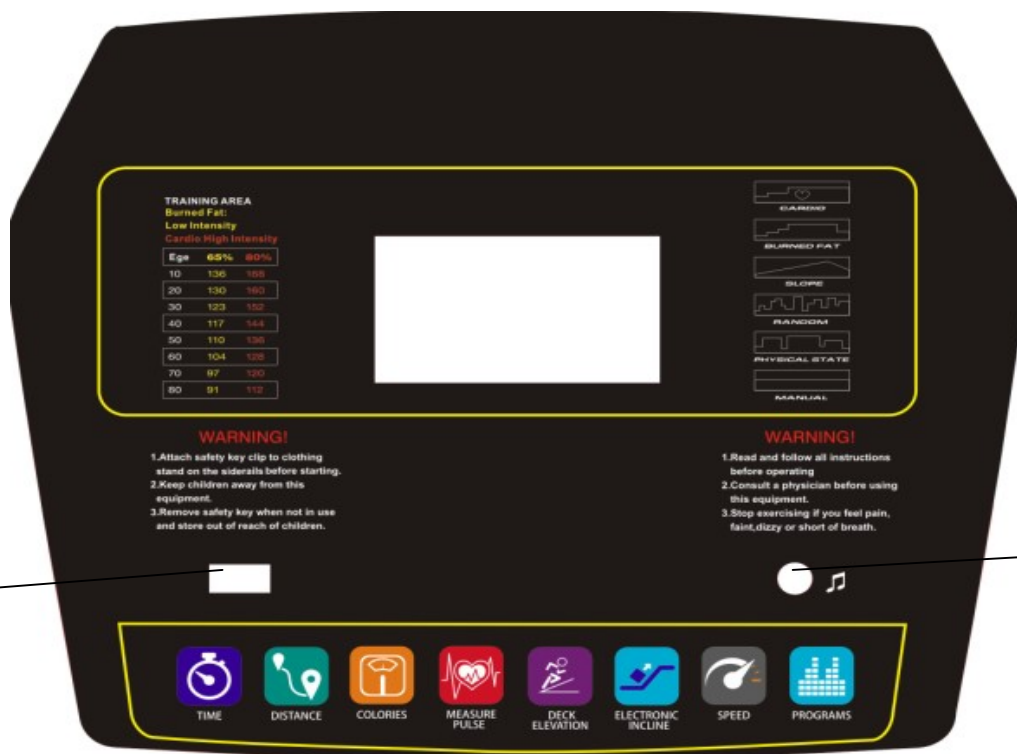 TRAINING AREA
Burned Fat:
Low Intensity
Cardio High Intensity
Ege 65% 80%
10 136 168
20 130 160
30 123 152
40 117 144
50 110 136
60 104 128
70 97 120
80 91 112
CARDIO
BURNED FAT
SLOPE
RANDOM
PHYSICAL STATE
MANUAL
WARNING!
1.Attach safety key clip to clothing
stand on the siderails before starting.
2.Keep children away from this
equipment.
3.Remove safety key when not in use
and store out of reach of children.
WARNING!
1.Read and follow all instructions
before operating
2.Consult a physician before using
this equipment.
3.Stop exercising if you feel pain,
faint,dizzy or short of breath.
TIME
DISTANCE
COLORIES
MEASURE
PULSE
DECK
ELEVATION
ELECTRONIC
INCLINE
SPEED
PROGRAMS